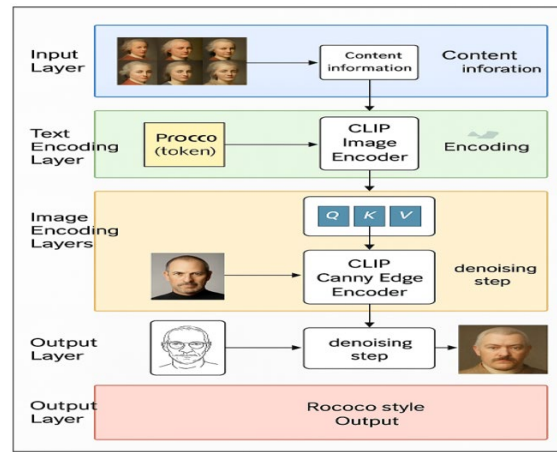 Input
Layer
Content
information
Content
inforation
Text
Encoding
Layer
Procco
(token)
CLIP
Image
Encoder
Encoding
Image
Encoding
Layers
Q K V
CLIP
Canny Edge
Encoder
denoising
step
Output
Layer
denoising
step
Output
Layer
Rococo style
Output